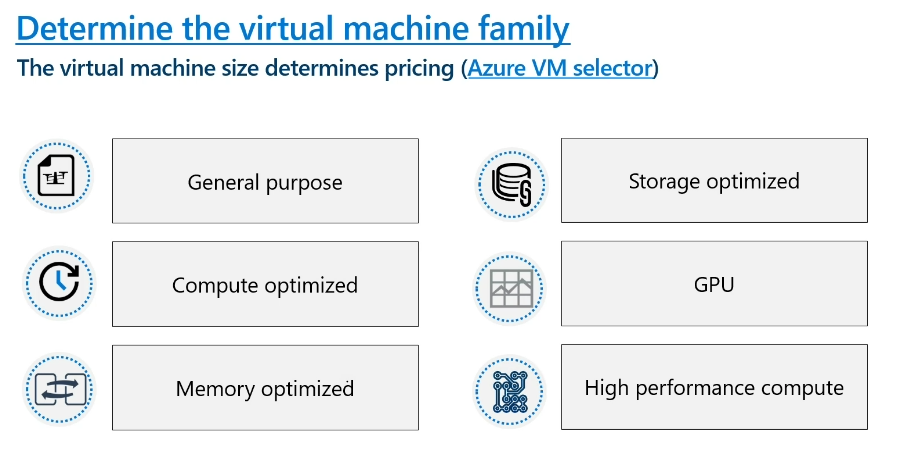 Determine the virtual machine family
The virtual machine size determines pricing (Azure VM selector)
General purpose
Storage optimized
Compute optimized
GPU
Memory optimized
High performance compute